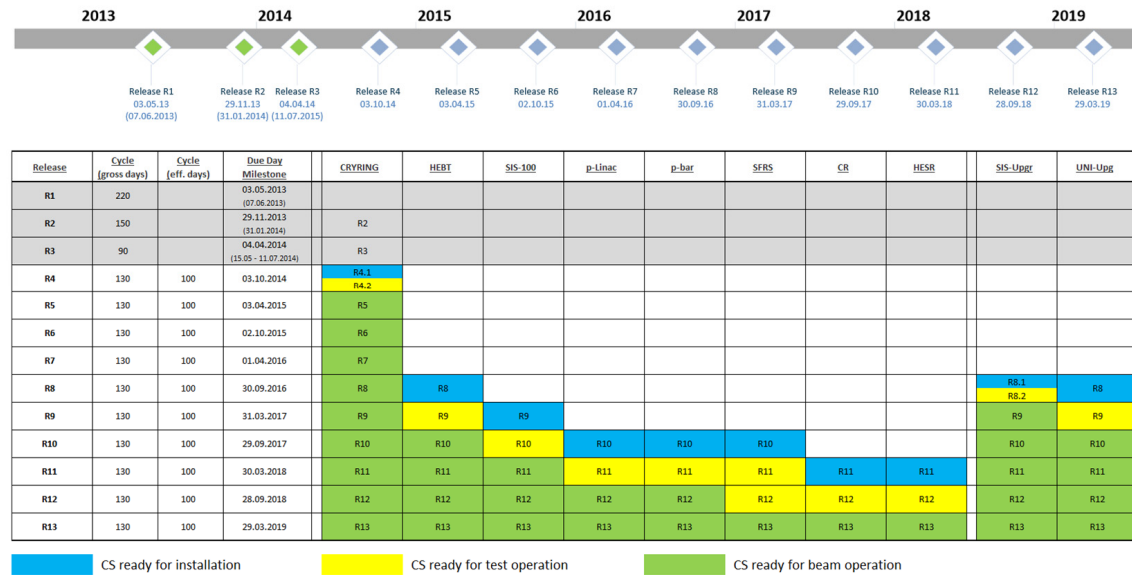 2013 2014 2015 2016 2017 2018 2019
Release R1 Release R2 Release R3 Release R4 Release R5 Release R6 Release R7 Release R8 Release R9 Release R10 Release R11 Release R12 Release R13
03.05.13 29.11.13 04.04.14 03.10.14 03.04.15 02.10.15 01.04.16 30.09.16 31.03.17 29.09.17 30.03.18 28.09.18 29.03.19
(07.06.2013) (31.01.2014) (11.07.2015)
Release Cycle (gross days) Cycle (eff. days) Due Day Milestone CRYRING HEBT SIS-100 p-Linac p-bar SFRS CR HESR SIS-Upgr UNI-Upg
R1 220 03.05.2013 (07.06.2013)
R2 150 29.11.2013 (31.01.2014) R2
R3 90 04.04.2014 (15.05 - 11.07.2014) R3
R4 130 100 03.10.2014 R4.1 R4.2
R5 130 100 03.04.2015 R5
R6 130 100 02.10.2015 R6
R7 130 100 01.04.2016 R7
R8 130 100 30.09.2016 R8 R8 R8.1 R8.2 R8
R9 130 100 31.03.2017 R9 R9 R9 R9 R9
R10 130 100 29.09.2017 R10 R10 R10 R10 R10 R10 R10 R10
R11 130 100 30.03.2018 R11 R11 R11 R11 R11 R11 R11 R11 R11 R11
R12 130 100 28.09.2018 R12 R12 R12 R12 R12 R12 R12 R12 R12 R12
R13 130 100 29.03.2019 R13 R13 R13 R13 R13 R13 R13 R13 R13 R13
CS ready for installation CS ready for test operation CS ready for beam operation